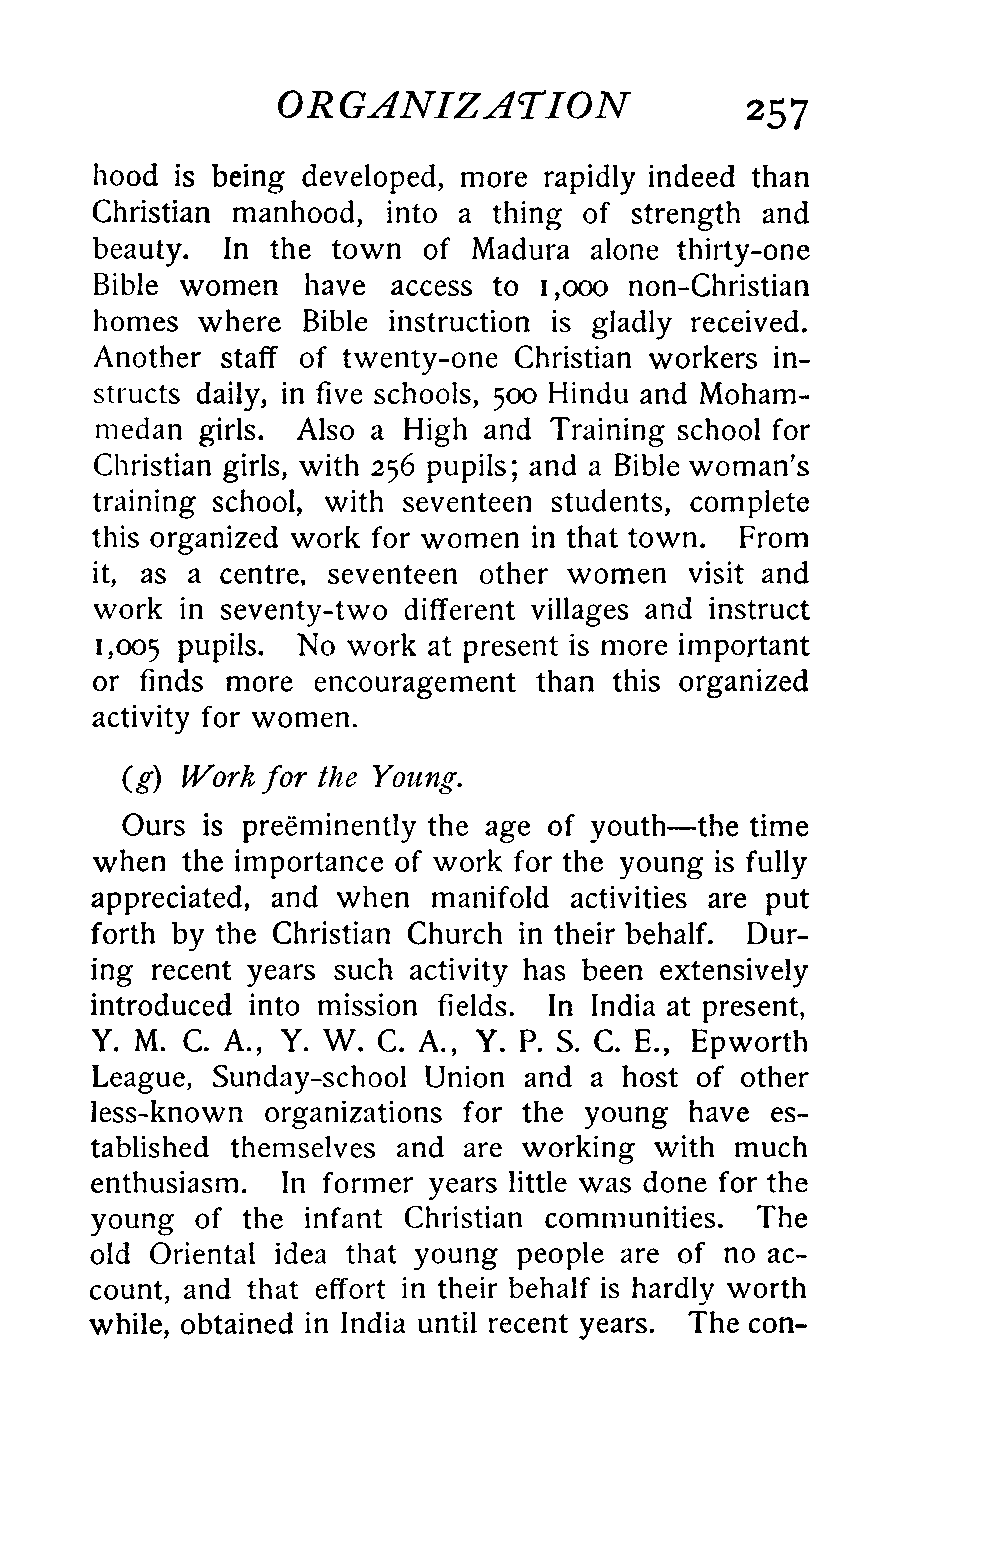 ORGANIZATION 257
hood is being developed, more rapidly indeed than
Christian manhood, into a thing of strength and
beauty. In the town of Madura alone thirty-one
Bible women have access to 1,000 non-Christian
homes where Bible instruction is gladly received.
Another staff of twenty-one Christian workers in-
structs daily, in five schools, 500 Hindu and Moham-
medan girls. Also a High and Training school for
Christian girls, with 256 pupils; and a Bible woman's
training school, with seventeen students, complete
this organized work for women in that town. From
it, as a centre, seventeen other women visit and
work in seventy-two different villages and instruct
1,005 pupils. No work at present is more important
or finds more encouragement than this organized
activity for women.
(g) Work for the Young.
Ours is preëminently the age of youth—the time
when the importance of work for the young is fully
appreciated, and when manifold activities are put
forth by the Christian Church in their behalf. Dur-
ing recent years such activity has been extensively
introduced into mission fields. In India at present,
Y. M. C. A., Y. W. C. A., Y. P. S. C. E., Epworth
League, Sunday-school Union and a host of other
less-known organizations for the young have es-
tablished themselves and are working with much
enthusiasm. In former years little was done for the
young of the infant Christian communities. The
old Oriental idea that young people are of no ac-
count, and that effort in their behalf is hardly worth
while, obtained in India until recent years. The con-